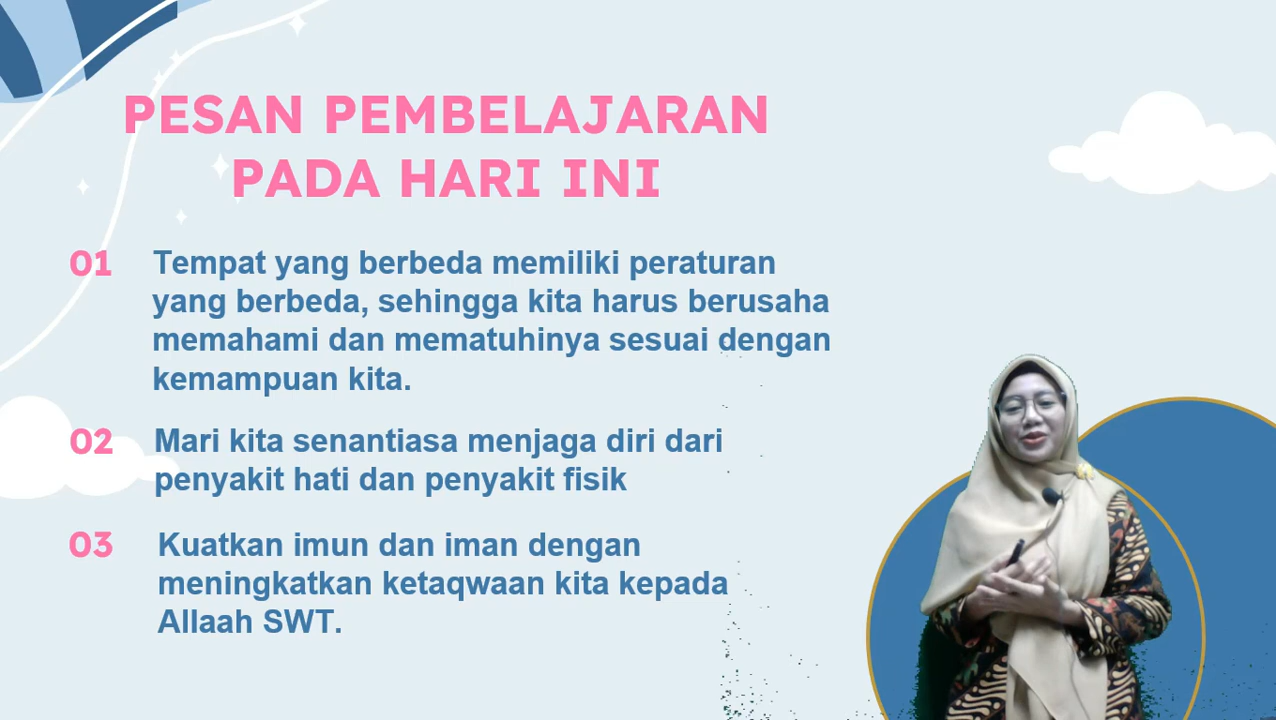 PESAN PEMBELAJARAN
PADA HARI INI
01
Tempat yang berbeda memiliki peraturan
yang berbeda, sehingga kita harus berusaha
memahami dan mematuhinya sesuai dengan
kemampuan kita.
02
Mari kita senantiasa menjaga diri dari
penyakit hati dan penyakit fisik
03
Kuatkan imun dan iman dengan
meningkatkan ketaqwaan kita kepada
Allaah SWT.